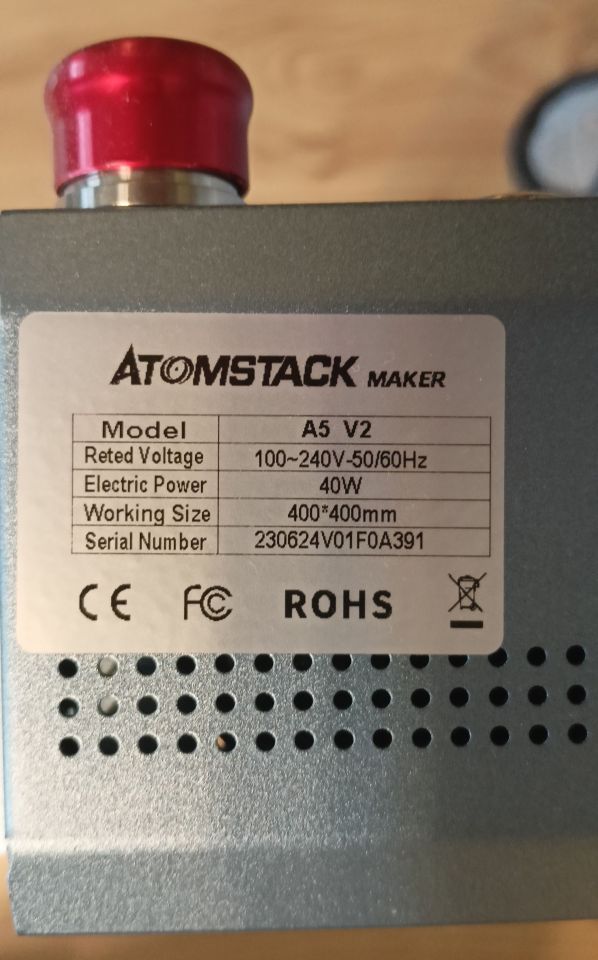 ATOMSTACK MAKER
Model A5 V2
Reted Voltage 100~240V-50/60Hz
Electric Power 40W
Working Size 400*400mm
Serial Number 230624V01F0A391
CE FC ROHS